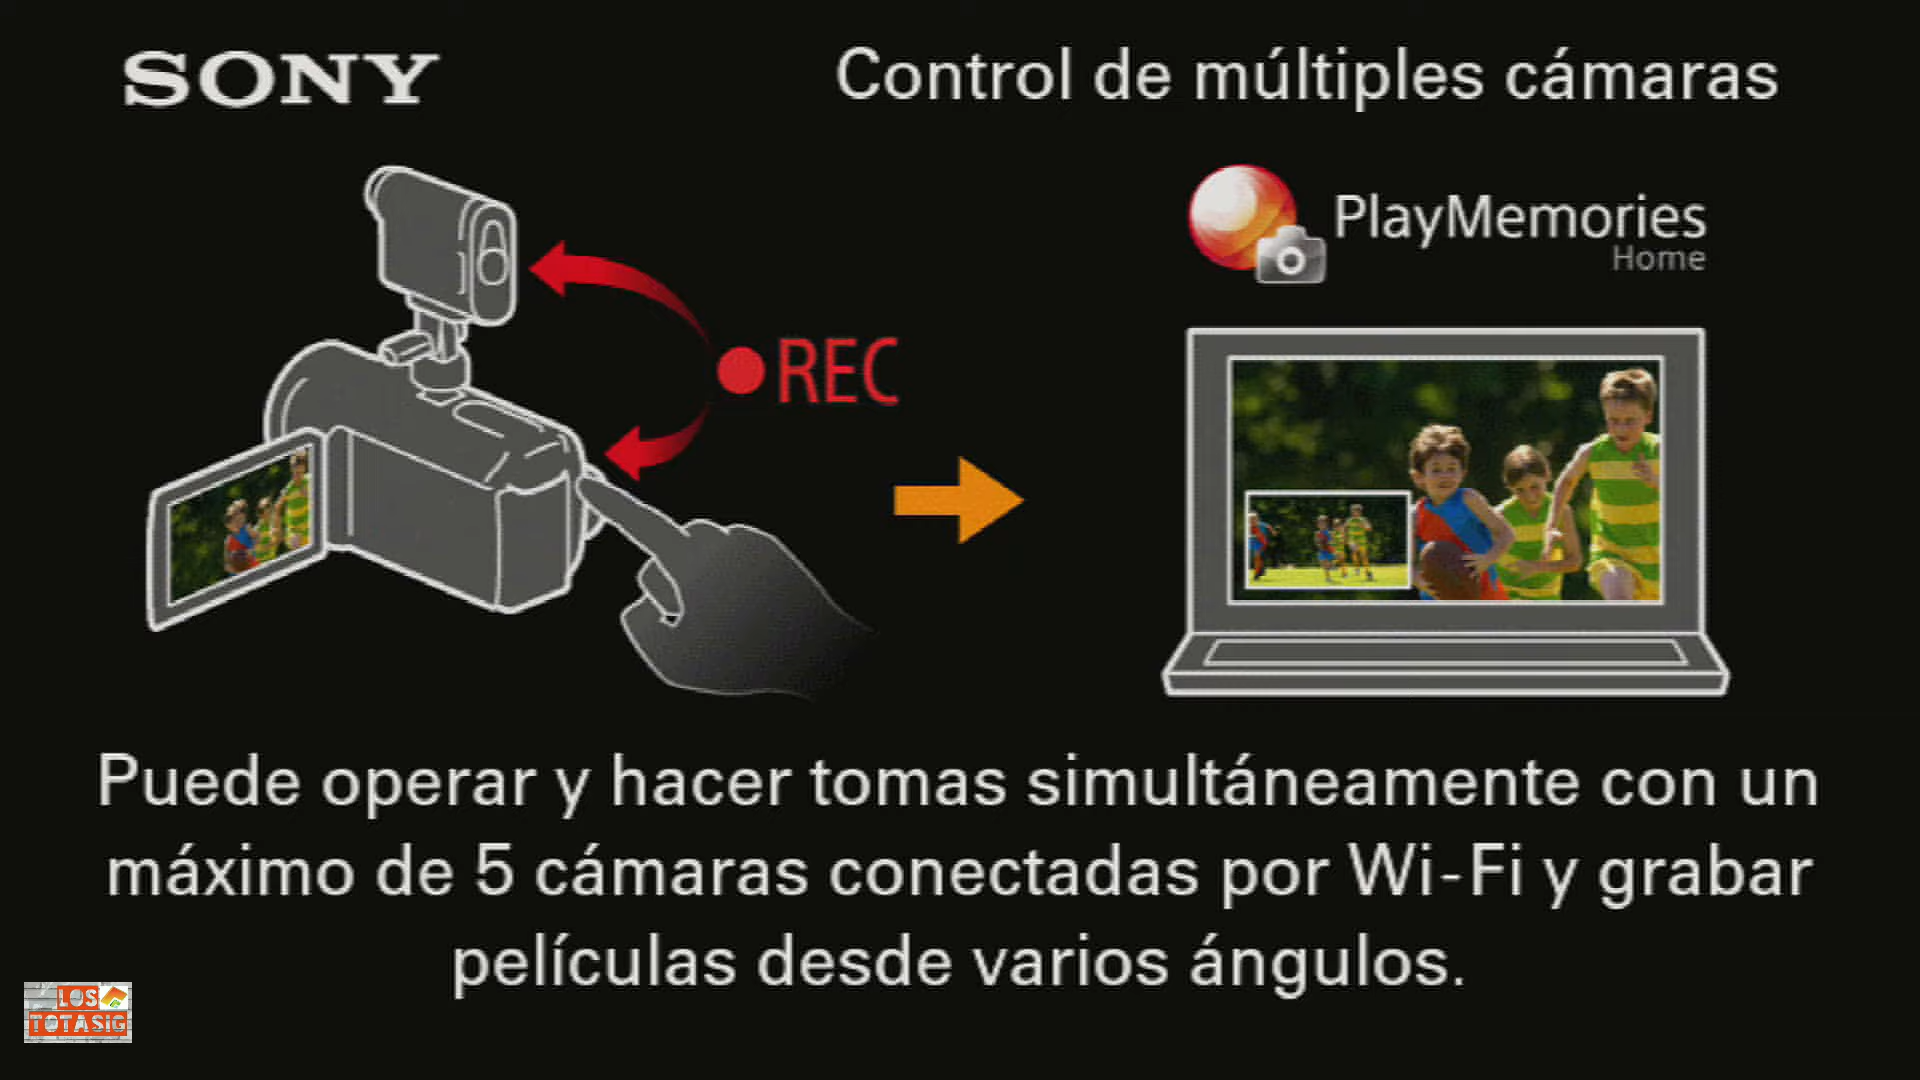 SONY
Control de múltiples cámaras
PlayMemories
Home
REC
Puede operar y hacer tomas simultáneamente con un
máximo de 5 cámaras conectadas por Wi-Fi y grabar
películas desde varios ángulos.
LOS
TOTASIG